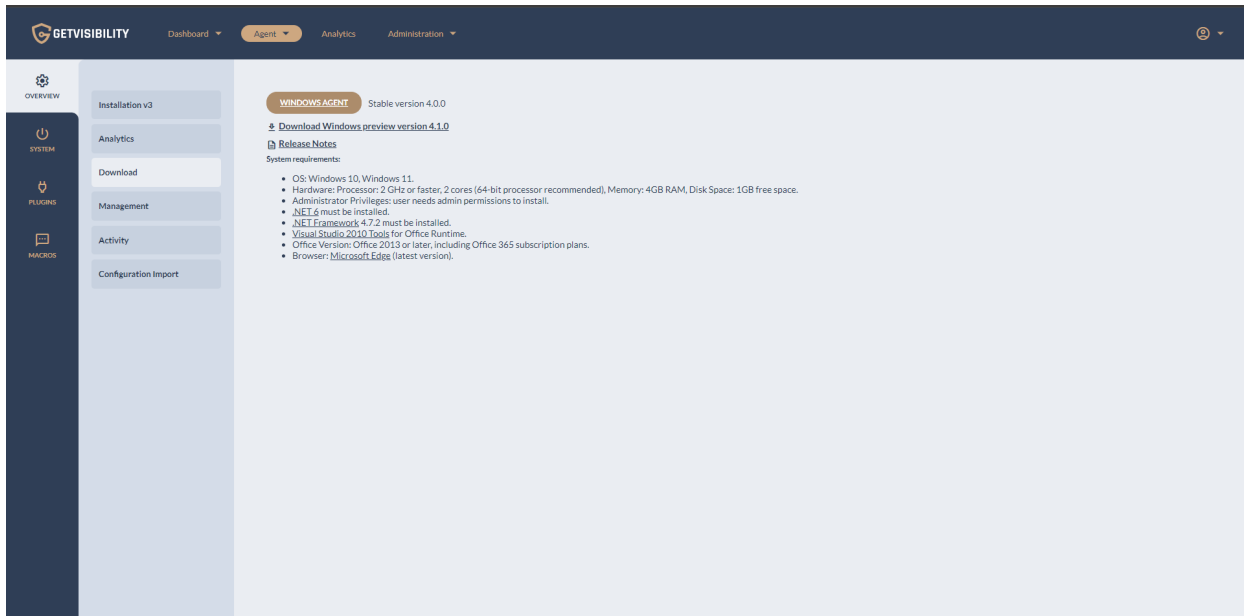 GETVISIBILITY
Dashboard
Agent
Analytics
Administration
OVERVIEW
SYSTEM
PLUGINS
MACROS
Installation v3
Analytics
Download
Management
Activity
Configuration Import
WINDOWS AGENT Stable version 4.0.0
Download Windows preview version 4.1.0
Release Notes
System requirements:
• OS: Windows 10, Windows 11.
• Hardware: Processor: 2 GHz or faster, 2 cores (64-bit processor recommended), Memory: 4GB RAM, Disk Space: 1GB free space.
• Administrator Privileges: user needs admin permissions to install.
• .NET 6 must be installed.
• .NET Framework 4.7.2 must be installed.
• Visual Studio 2010 Tools for Office Runtime.
• Office Version: Office 2013 or later, including Office 365 subscription plans.
• Browser: Microsoft Edge (latest version).